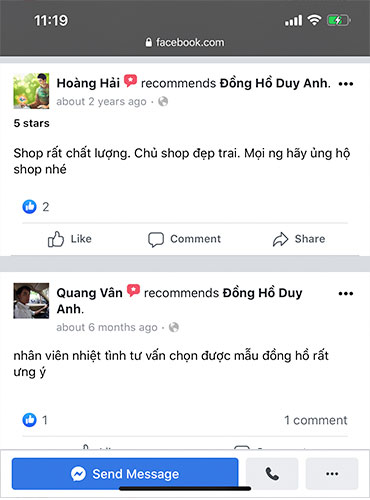 11:19
facebook.com
Hoàng Hải recommends Đồng Hồ Duy Anh. •••
about 2 years ago ·
5 stars
Shop rất chất lượng. Chủ shop đẹp trai. Mọi ng hãy ủng hộ
shop nhé
2
Like Comment Share
Quang Vân recommends Đồng Hồ Duy •••
Anh.
about 6 months ago ·
nhân viên nhiệt tình tư vấn chọn được mẫu đồng hồ rất
ưng ý
1 1 comment
Send Message •••